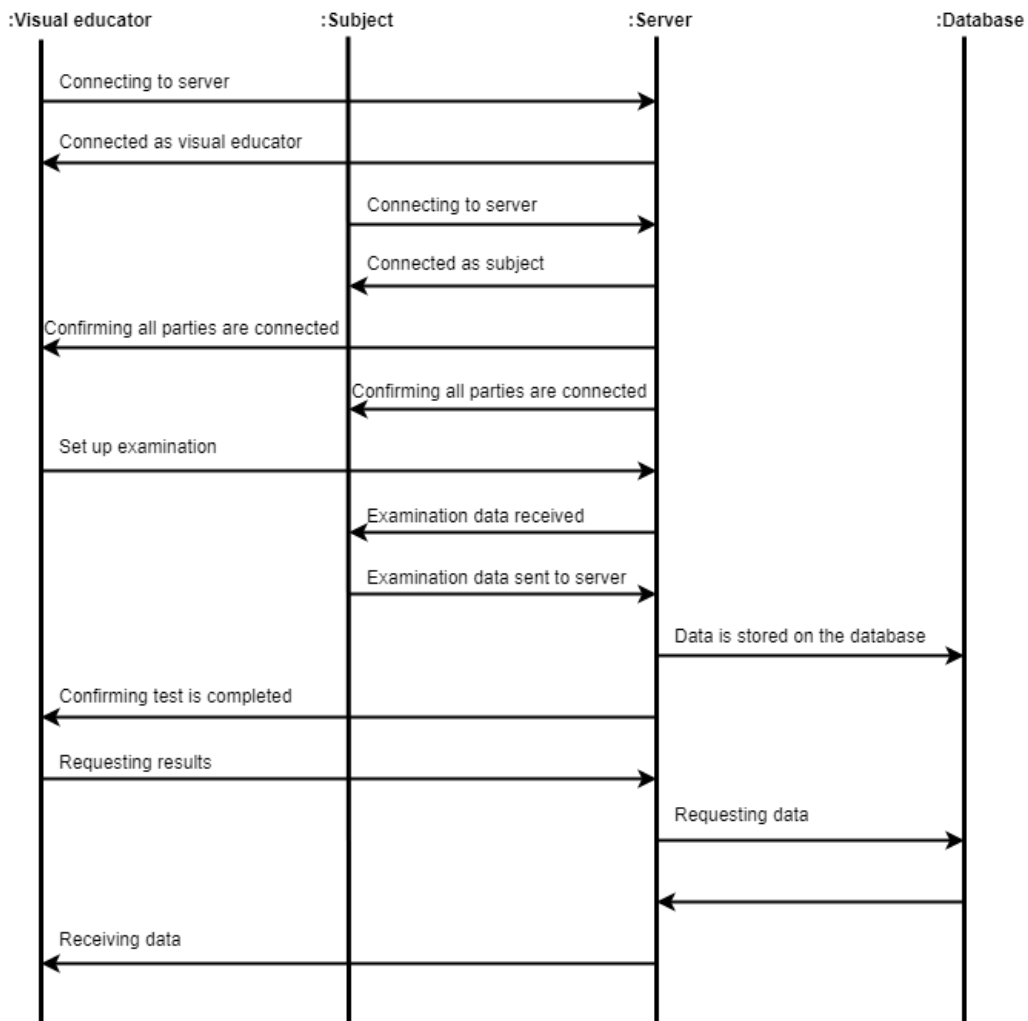 :Visual educator
:Subject
:Server
:Database
Connecting to server
Connected as visual educator
Connecting to server
Connected as subject
Confirming all parties are connected
Confirming all parties are connected
Set up examination
Examination data received
Examination data sent to server
Data is stored on the database
Confirming test is completed
Requesting results
Requesting data
Receiving data